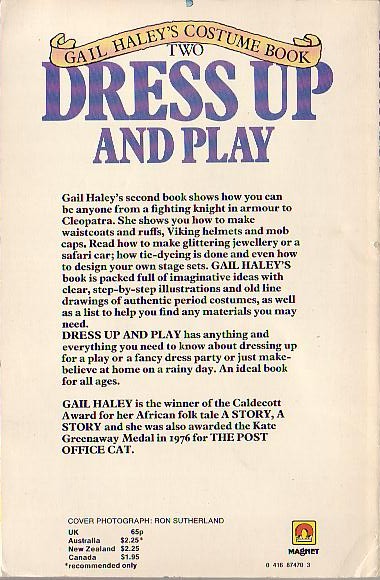 GAIL HALEY'S COSTUME BOOK
TWO
DRESS UP
AND PLAY
Gail Haley's second book shows how you can
be anyone from a fighting knight in armour to
Cleopatra. She shows you how to make
waistcoats and ruffs, Viking helmets and mob
caps. Read how to make glittering jewellery or a
safari car; how tie-dyeing is done and even how
to design your own stage sets. GAIL HALEY'S
book is packed full of imaginative ideas with
clear, step-by-step illustrations and old line
drawings of authentic period costumes, as well
as a list to help you find any materials you may
need.
DRESS UP AND PLAY has anything and
everything you need to know about dressing up
for a play or a fancy dress party or just make-
believe at home on a rainy day. An ideal book
for all ages.
GAIL HALEY is the winner of the Caldecott
Award for her African folk tale A STORY, A
STORY and she was also awarded the Kate
Greenaway Medal in 1976 for THE POST
OFFICE CAT.
COVER PHOTOGRAPH: RON SUTHERLAND
UK 65p
Australia $2.25*
New Zealand $2.25
Canada $1.95
*recommended only
MAGNET
0 416 87470 3